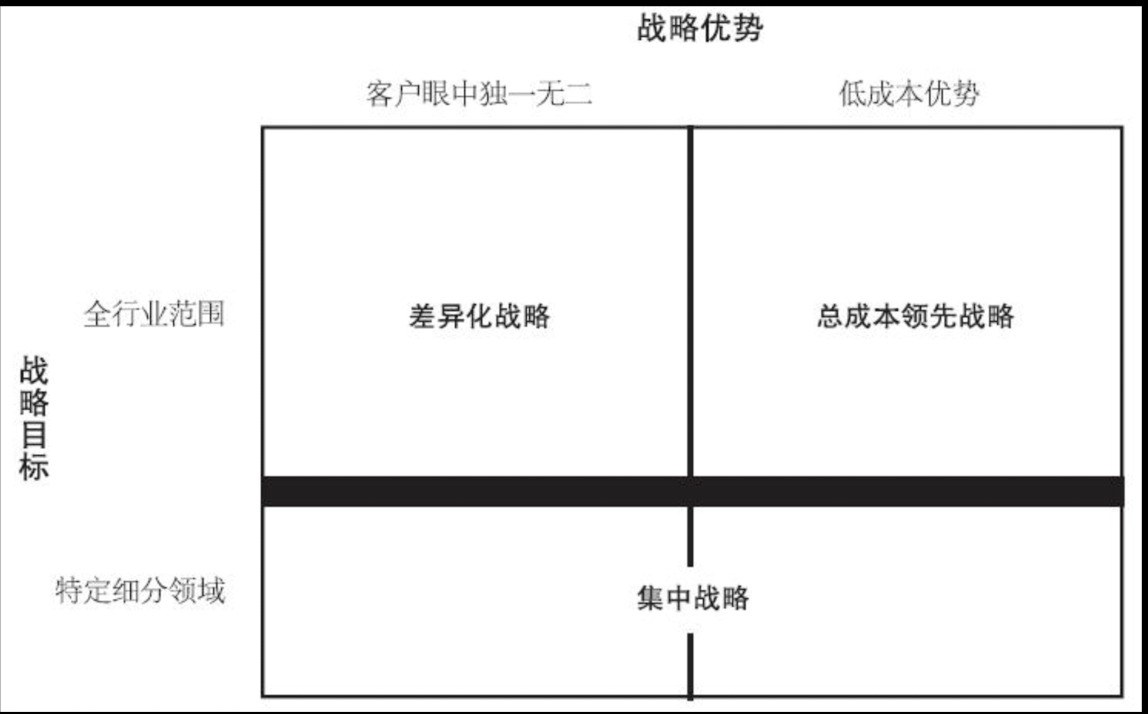 战略优势
客户眼中独一无二
低成本优势
全行业范围
差异化战略
总成本领先战略
战略目标
特定细分领域
集中战略